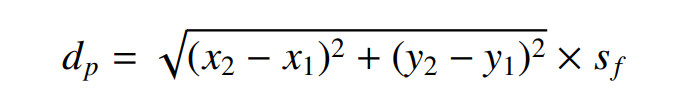 d_p = √((x_2 − x_1)^2 + (y_2 − y_1)^2) × s_f